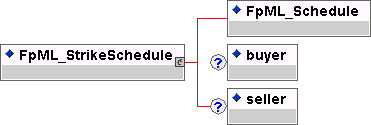 FpML_StrikeSchedule
FpML_Schedule
? buyer
? seller